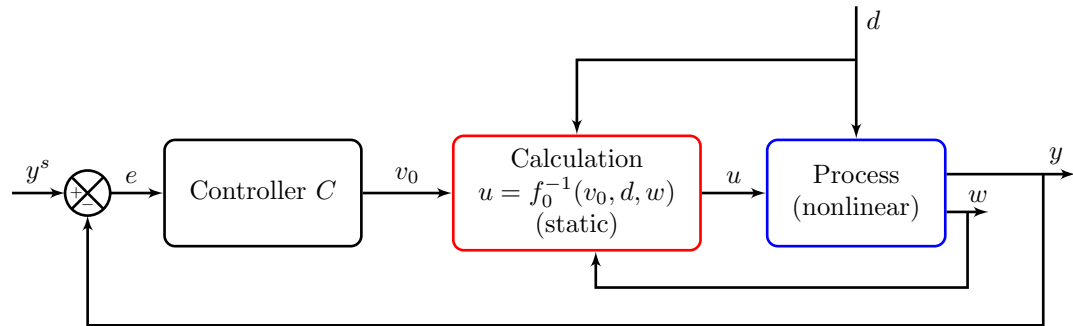 d
y^s
+
−
e
Controller C
v_0
Calculation
u = f_0^{-1}(v_0, d, w)
(static)
u
Process
(nonlinear)
y
w